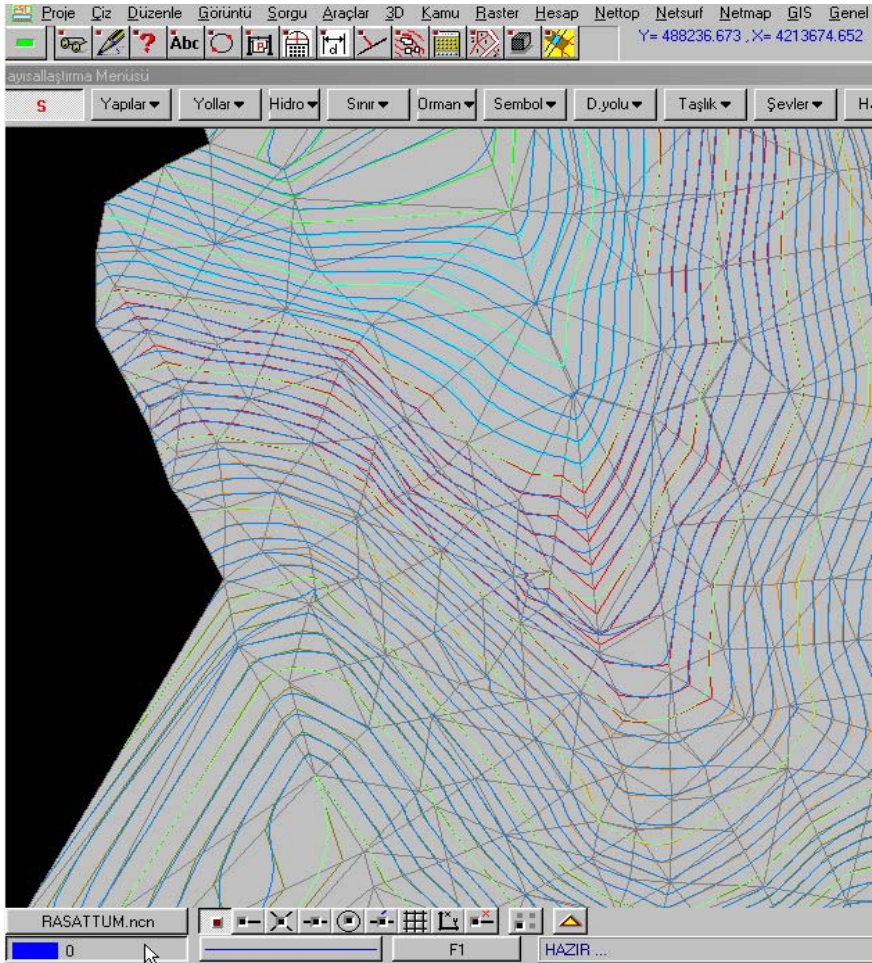 Proje Çiz Düzenle Görüntü Sorgu Araçlar 3D Kamu Raster Hesap Nettop Netsurf Netmap GIS Genel
Abc
Y= 488236.673 , X= 4213674.652
ayısallaştırma Menüsü
S Yapılar Yollar Hidro Sınır Orman Sembol D.yolu Taşlık Şevler
RASATTUM.ncn
0 F1 HAZIR ...